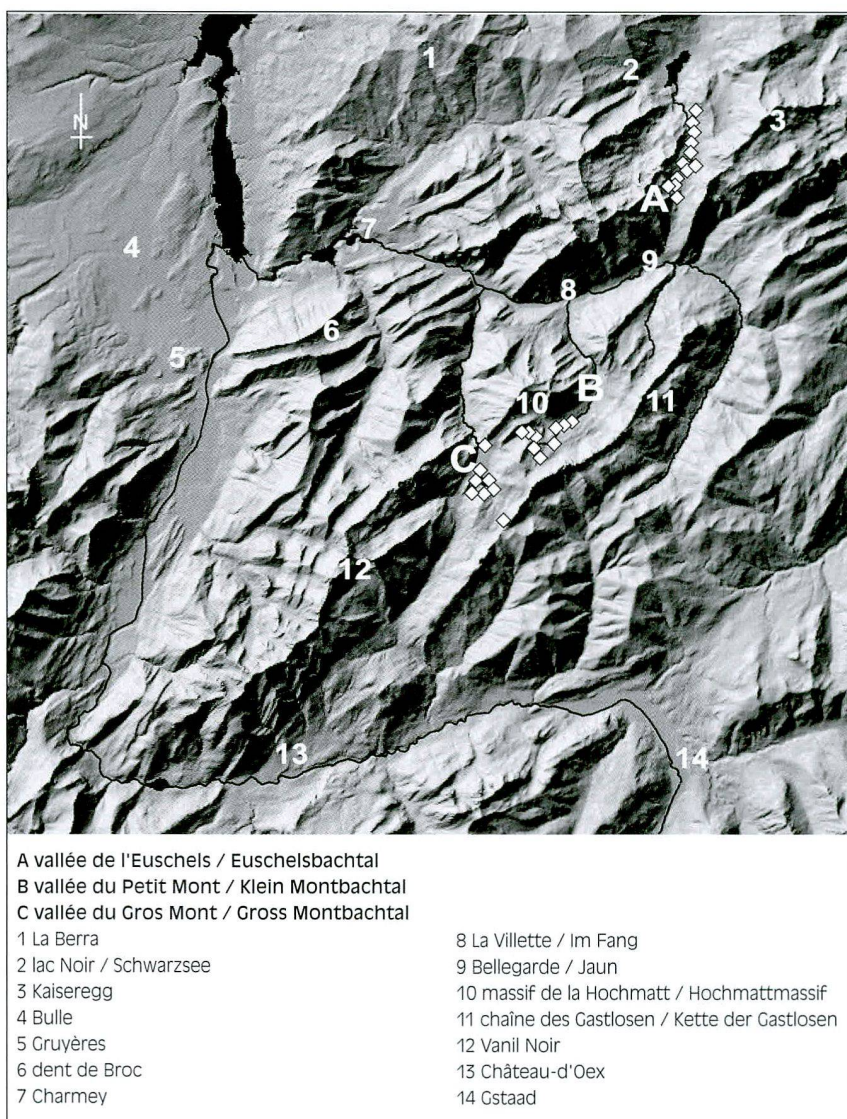 1
2
3
N
A
4
7
9
8
6
5
B
10
11
C
12
13
14
A vallée de l'Euschels / Euschelsbachtal
B vallée du Petit Mont / Klein Montbachtal
C vallée du Gros Mont / Gross Montbachtal
1 La Berra
2 lac Noir / Schwarzsee
3 Kaiseregg
4 Bulle
5 Gruyères
6 dent de Broc
7 Charmey
8 La Villette / Im Fang
9 Bellegarde / Jaun
10 massif de la Hochmatt / Hochmattmassif
11 chaîne des Gastlosen / Kette der Gastlosen
12 Vanil Noir
13 Château-d'Oex
14 Gstaad